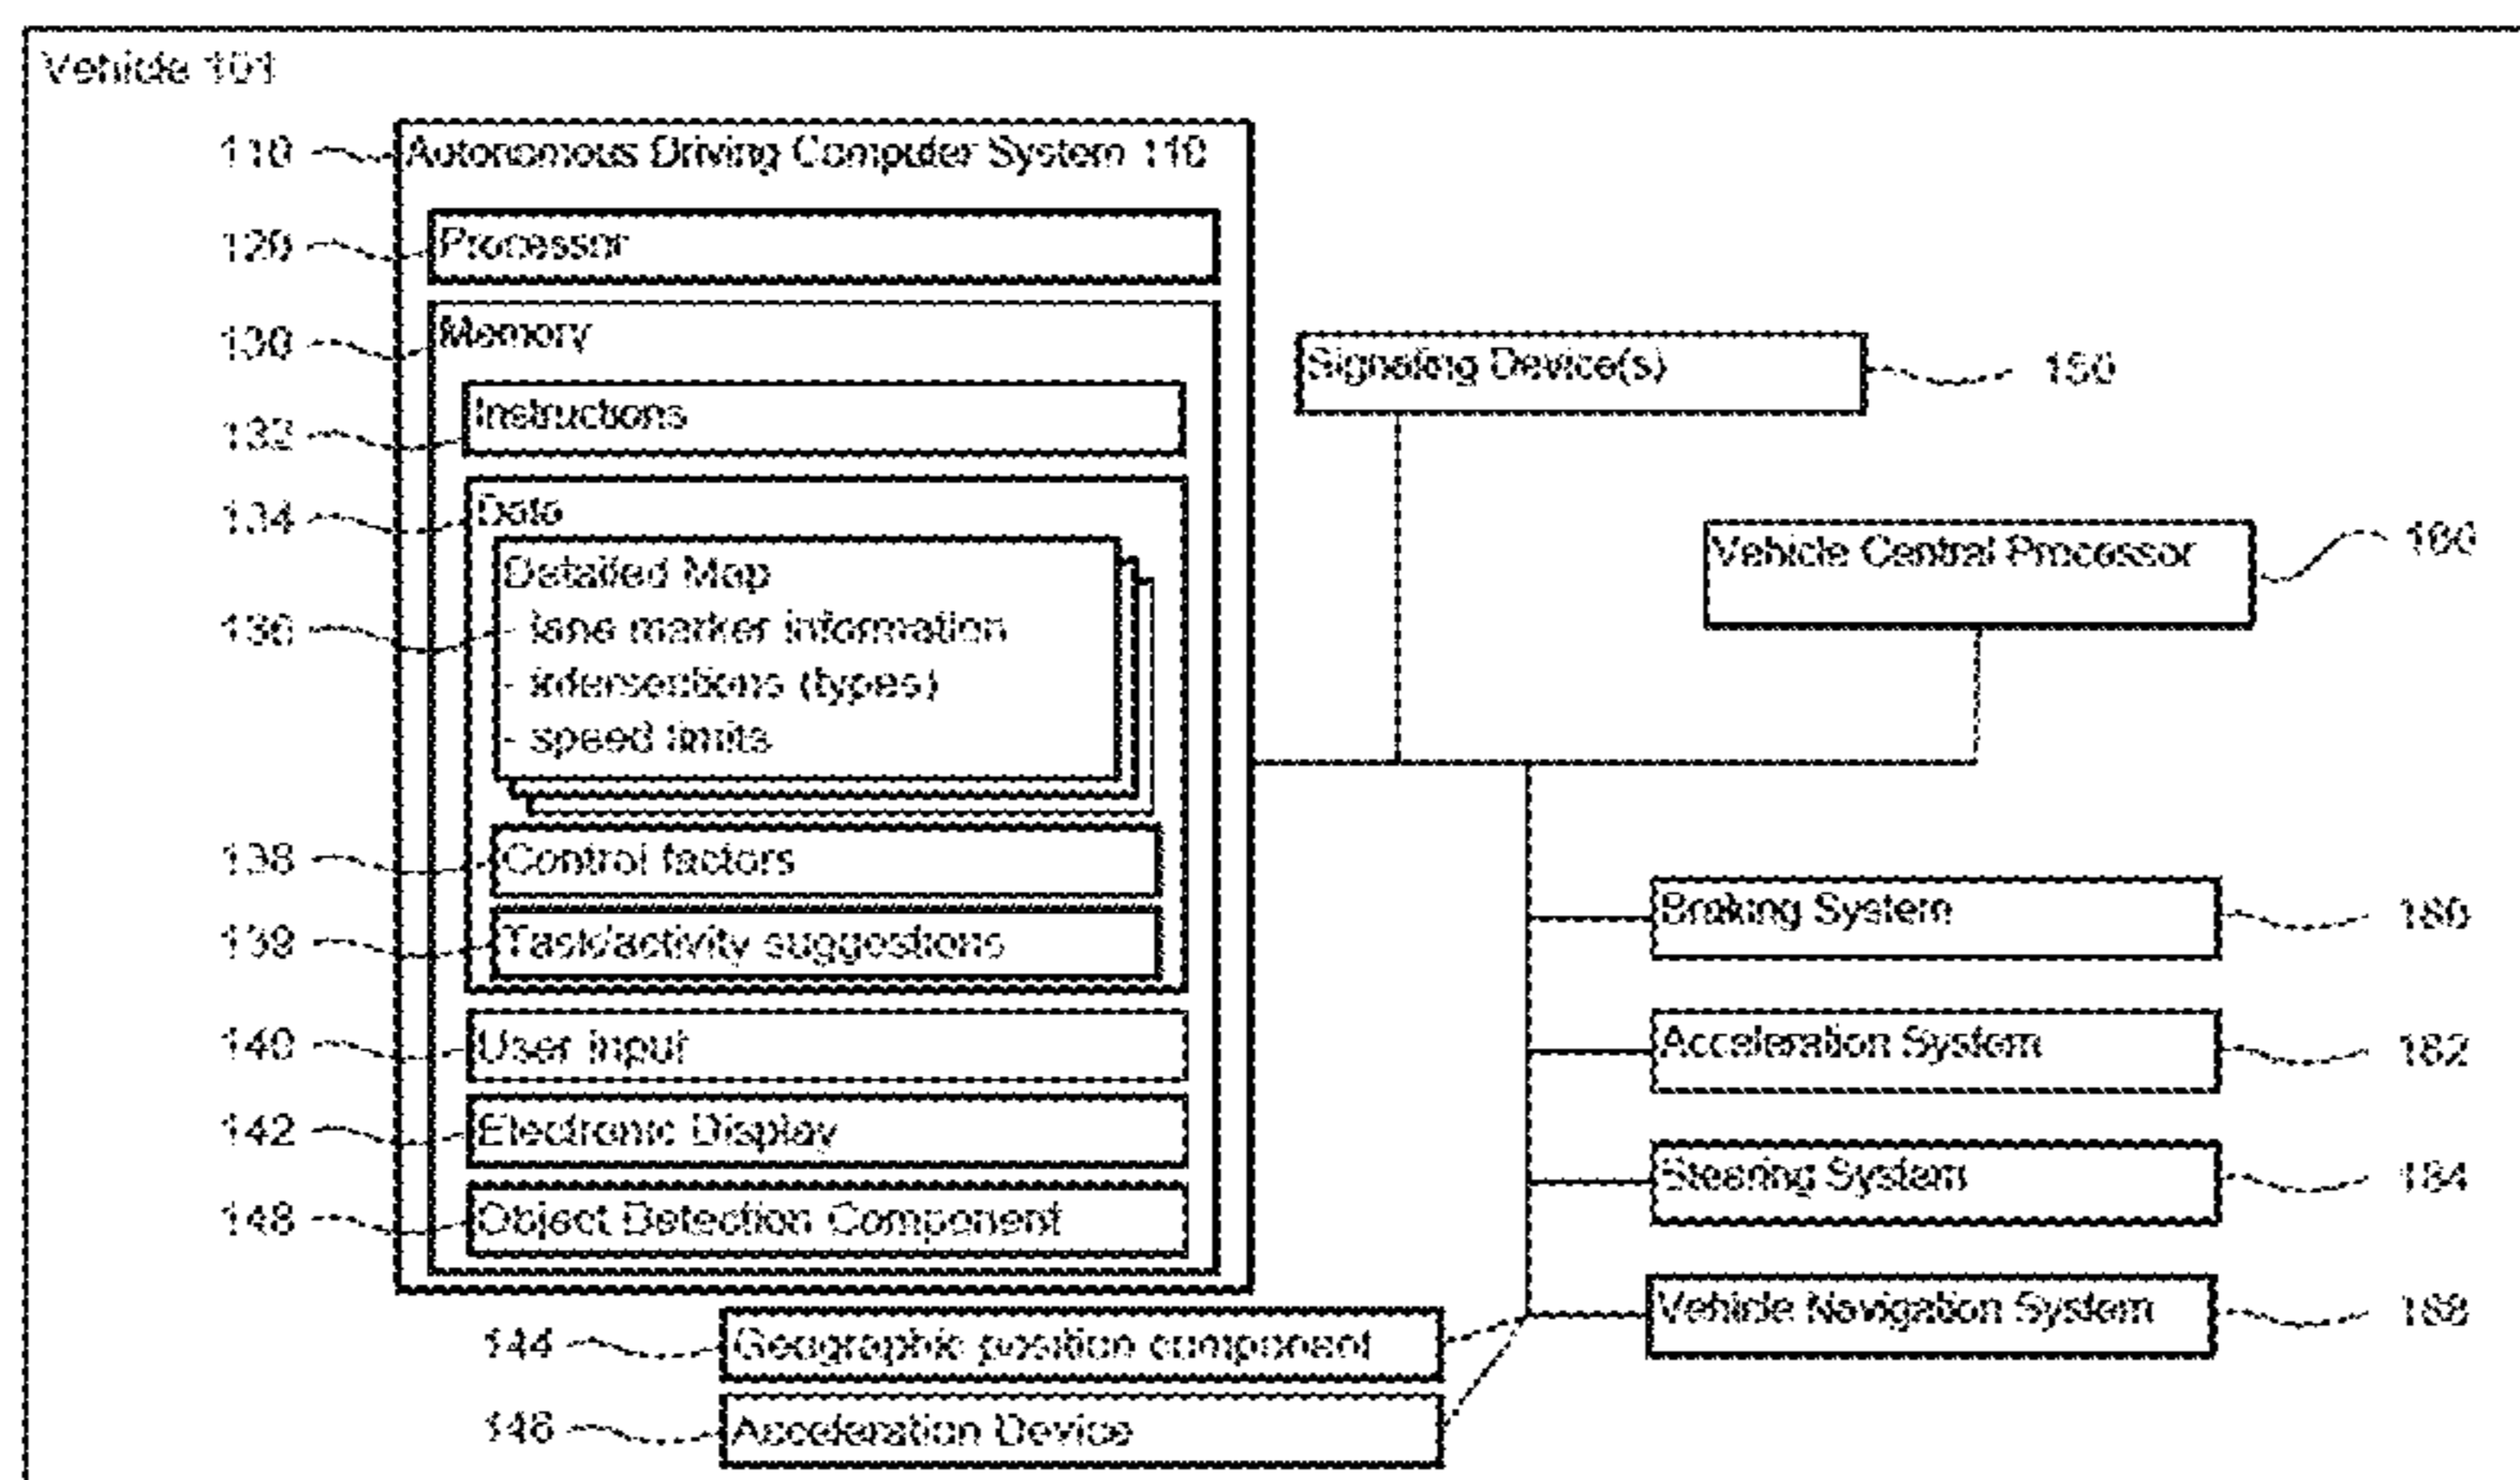 Vehicle 101
110 Autonomous Driving Computer System 110
120 Processor
130 Memory
132 Instructions
134 Data
136 Detailed Map
- lane marker information
- intersections (types)
- speed limits
138 Control factors
139 Task/activity suggestions
140 User input
142 Electronic Display
148 Object Detection Component
144 Geographic position component
146 Acceleration Device
Signaling Device(s) 150
Vehicle Central Processor 160
Braking System 180
Acceleration System 182
Steering System 184
Vehicle Navigation System